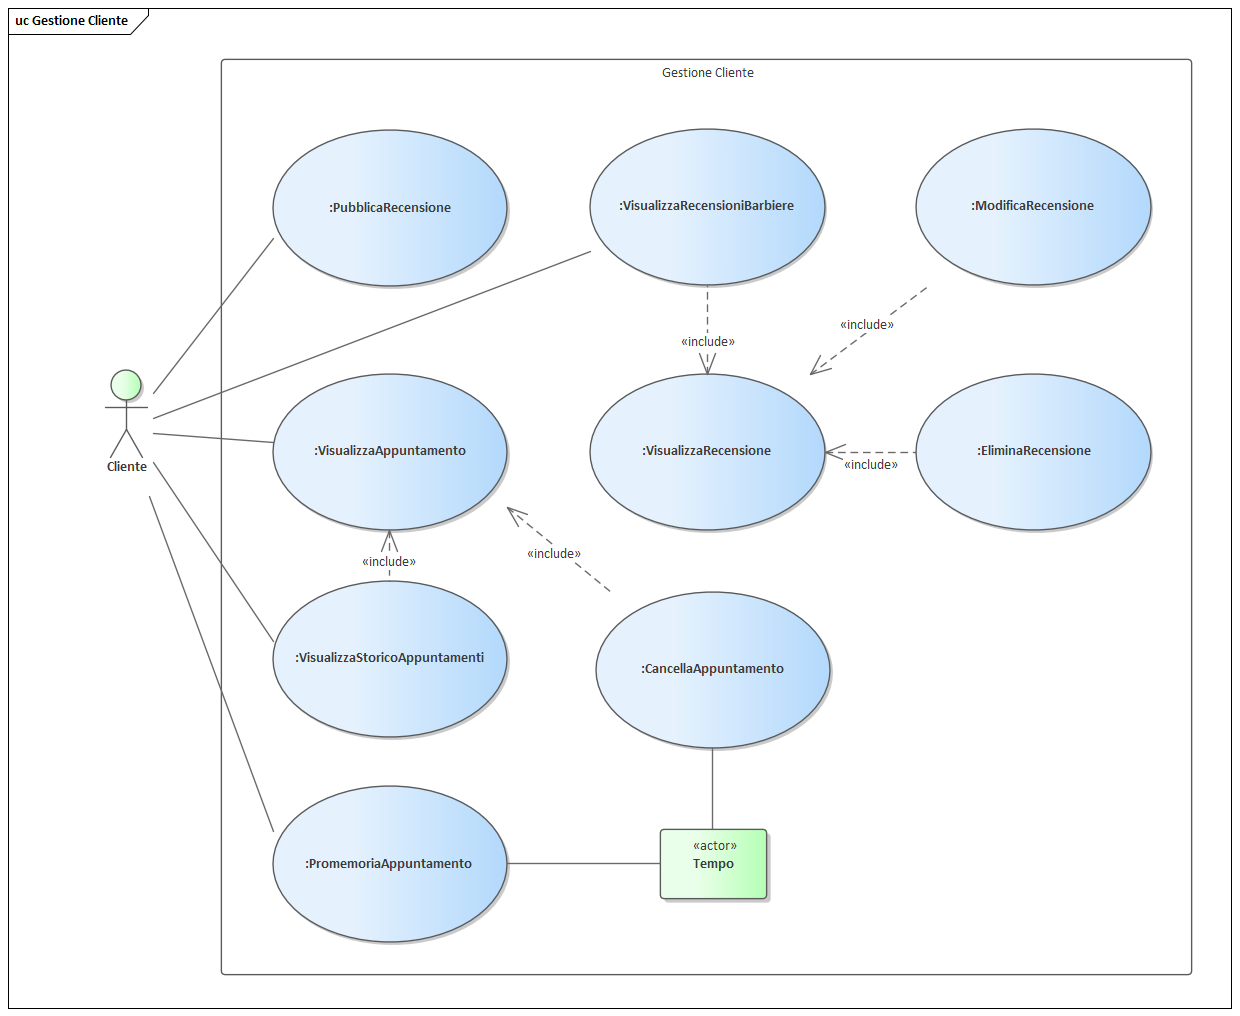 uc Gestione Cliente
Gestione Cliente
:PubblicaRecensione
:VisualizzaRecensioniBarbiere
:ModificaRecensione
«include»
«include»
Cliente
:VisualizzaAppuntamento
:VisualizzaRecensione
:EliminaRecensione
«include»
«include»
«include»
:VisualizzaStoricoAppuntamenti
:CancellaAppuntamento
:PromemoriaAppuntamento
«actor»
Tempo